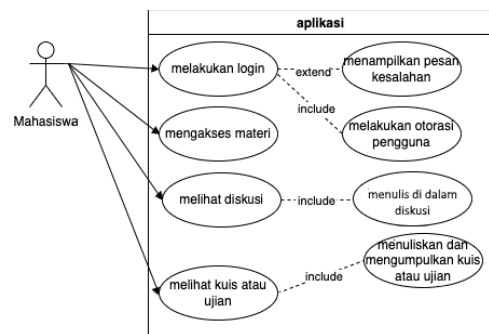 aplikasi
melakukan login
extend
menampilkan pesan
kesalahan
include
melakukan otorasi
pengguna
Mahasiswa
mengakses materi
melihat diskusi
include
menulis di dalam
diskusi
melihat kuis atau
ujian
include
menuliskan dan
mengumpulkan kuis
atau ujian